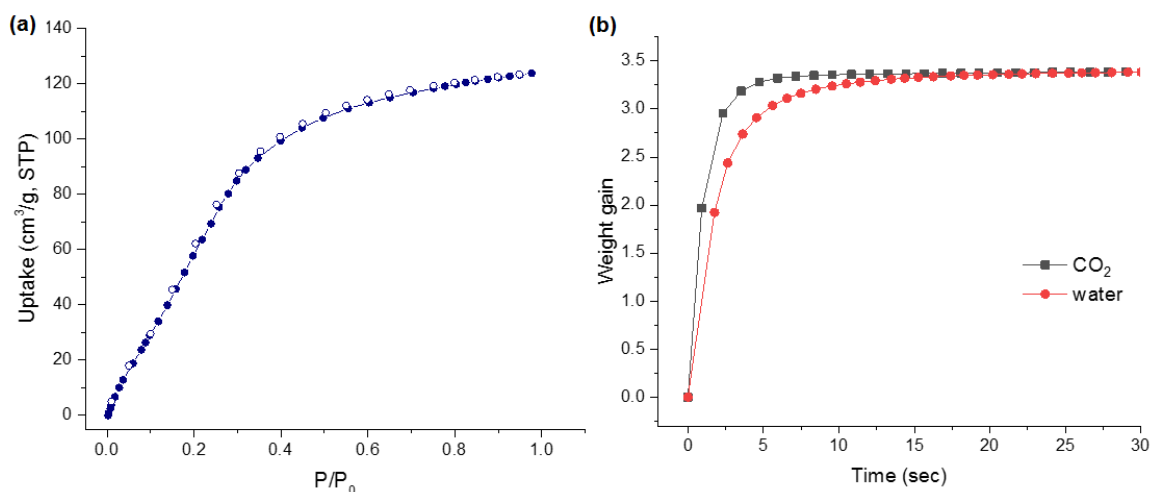 (a)
140
120
100
80
60
40
20
0
Uptake (cm³/g, STP)
0.0 0.2 0.4 0.6 0.8 1.0
P/P₀
(b)
3.5
3.0
2.5
2.0
1.5
1.0
0.5
0.0
Weight gain
CO₂
water
0 5 10 15 20 25 30
Time (sec)